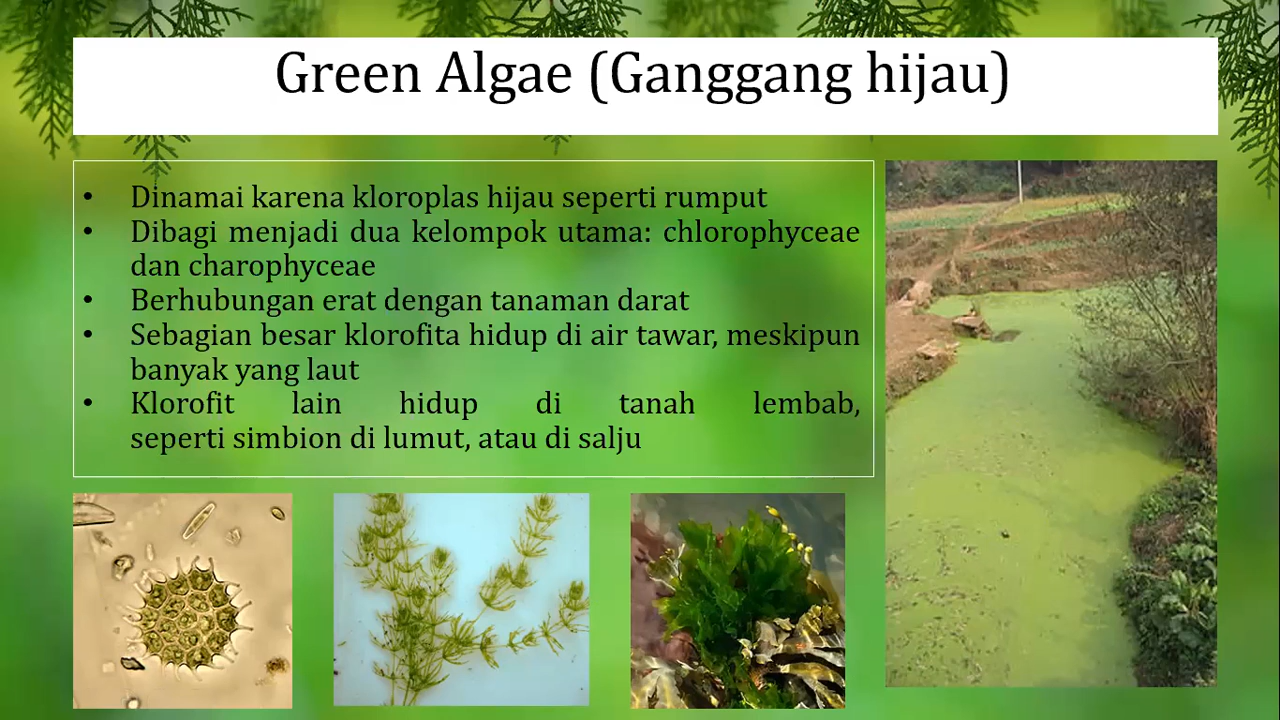 Green Algae (Ganggang hijau)
• Dinamai karena kloroplas hijau seperti rumput
• Dibagi menjadi dua kelompok utama: chlorophyceae
dan charophyceae
• Berhubungan erat dengan tanaman darat
• Sebagian besar klorofita hidup di air tawar, meskipun
banyak yang laut
• Klorofit lain hidup di tanah lembab,
seperti simbion di lumut, atau di salju